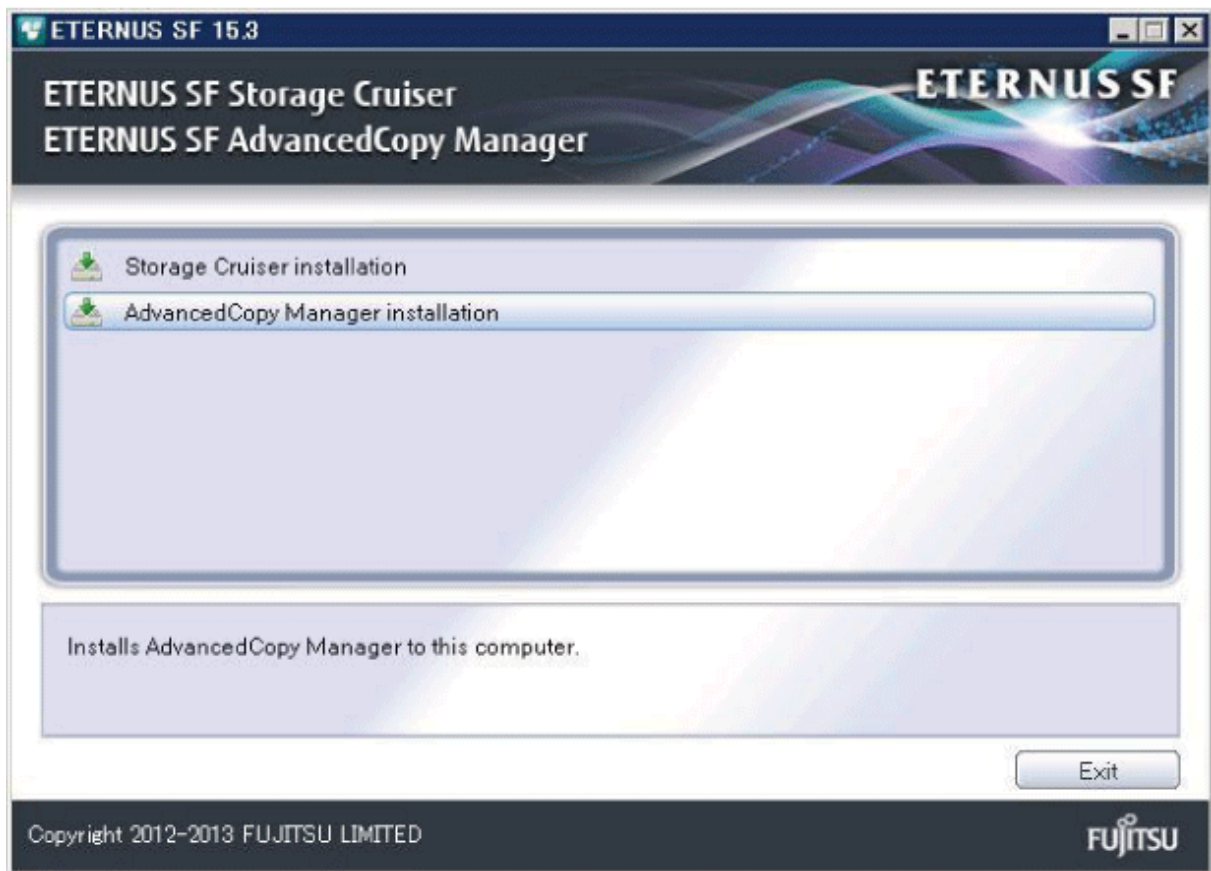 ETERNUS SF 15.3
ETERNUS SF Storage Cruiser
ETERNUS SF AdvancedCopy Manager
ETERNUS SF
Storage Cruiser installation
AdvancedCopy Manager installation
Installs AdvancedCopy Manager to this computer.
Exit
Copyright 2012-2013 FUJITSU LIMITED
FUJITSU